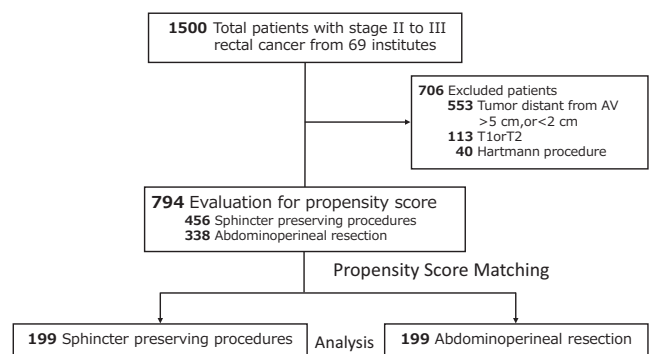 1500 Total patients with stage II to III
rectal cancer from 69 institutes
706 Excluded patients
553 Tumor distant from AV
>5 cm,or<2 cm
113 T1orT2
40 Hartmann procedure
794 Evaluation for propensity score
456 Sphincter preserving procedures
338 Abdominoperineal resection
Propensity Score Matching
199 Sphincter preserving procedures
Analysis
199 Abdominoperineal resection